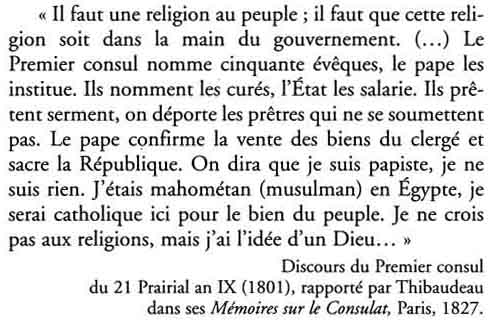 « Il faut une religion au peuple ; il faut que cette reli-
gion soit dans la main du gouvernement. (…) Le
Premier consul nomme cinquante évêques, le pape les
institue. Ils nomment les curés, l'État les salarie. Ils prê-
tent serment, on déporte les prêtres qui ne se soumettent
pas. Le pape confirme la vente des biens du clergé et
sacre la République. On dira que je suis papiste, je ne
suis rien. J'étais mahométan (musulman) en Égypte, je
serai catholique ici pour le bien du peuple. Je ne crois
pas aux religions, mais j'ai l'idée d'un Dieu… »
Discours du Premier consul
du 21 Prairial an IX (1801), rapporté par Thibaudeau
dans ses Mémoires sur le Consulat, Paris, 1827.